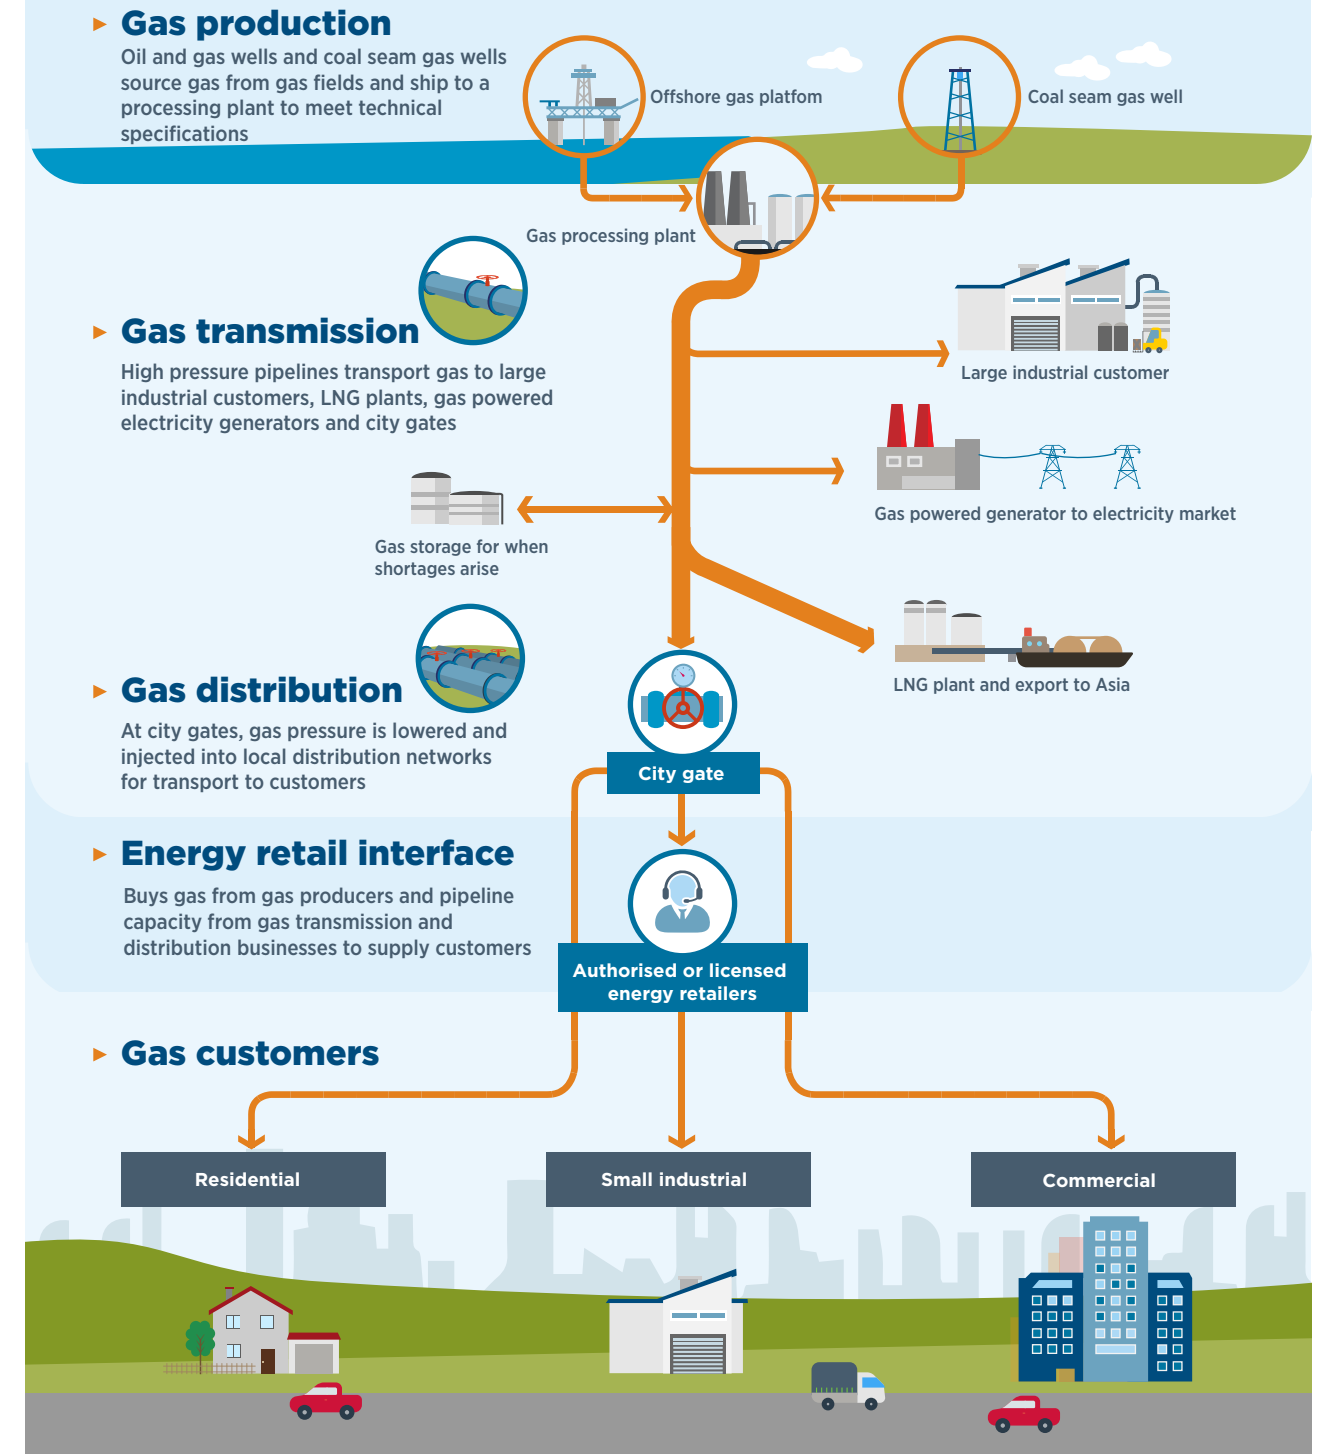 Gas production
Oil and gas wells and coal seam gas wells
source gas from gas fields and ship to a
processing plant to meet technical
specifications
Offshore gas platfom
Coal seam gas well
Gas processing plant
Gas transmission
High pressure pipelines transport gas to large
industrial customers, LNG plants, gas powered
electricity generators and city gates
Large industrial customer
Gas powered generator to electricity market
Gas storage for when
shortages arise
LNG plant and export to Asia
Gas distribution
At city gates, gas pressure is lowered and
injected into local distribution networks
for transport to customers
City gate
Energy retail interface
Buys gas from gas producers and pipeline
capacity from gas transmission and
distribution businesses to supply customers
Authorised or licensed
energy retailers
Gas customers
Residential
Small industrial
Commercial